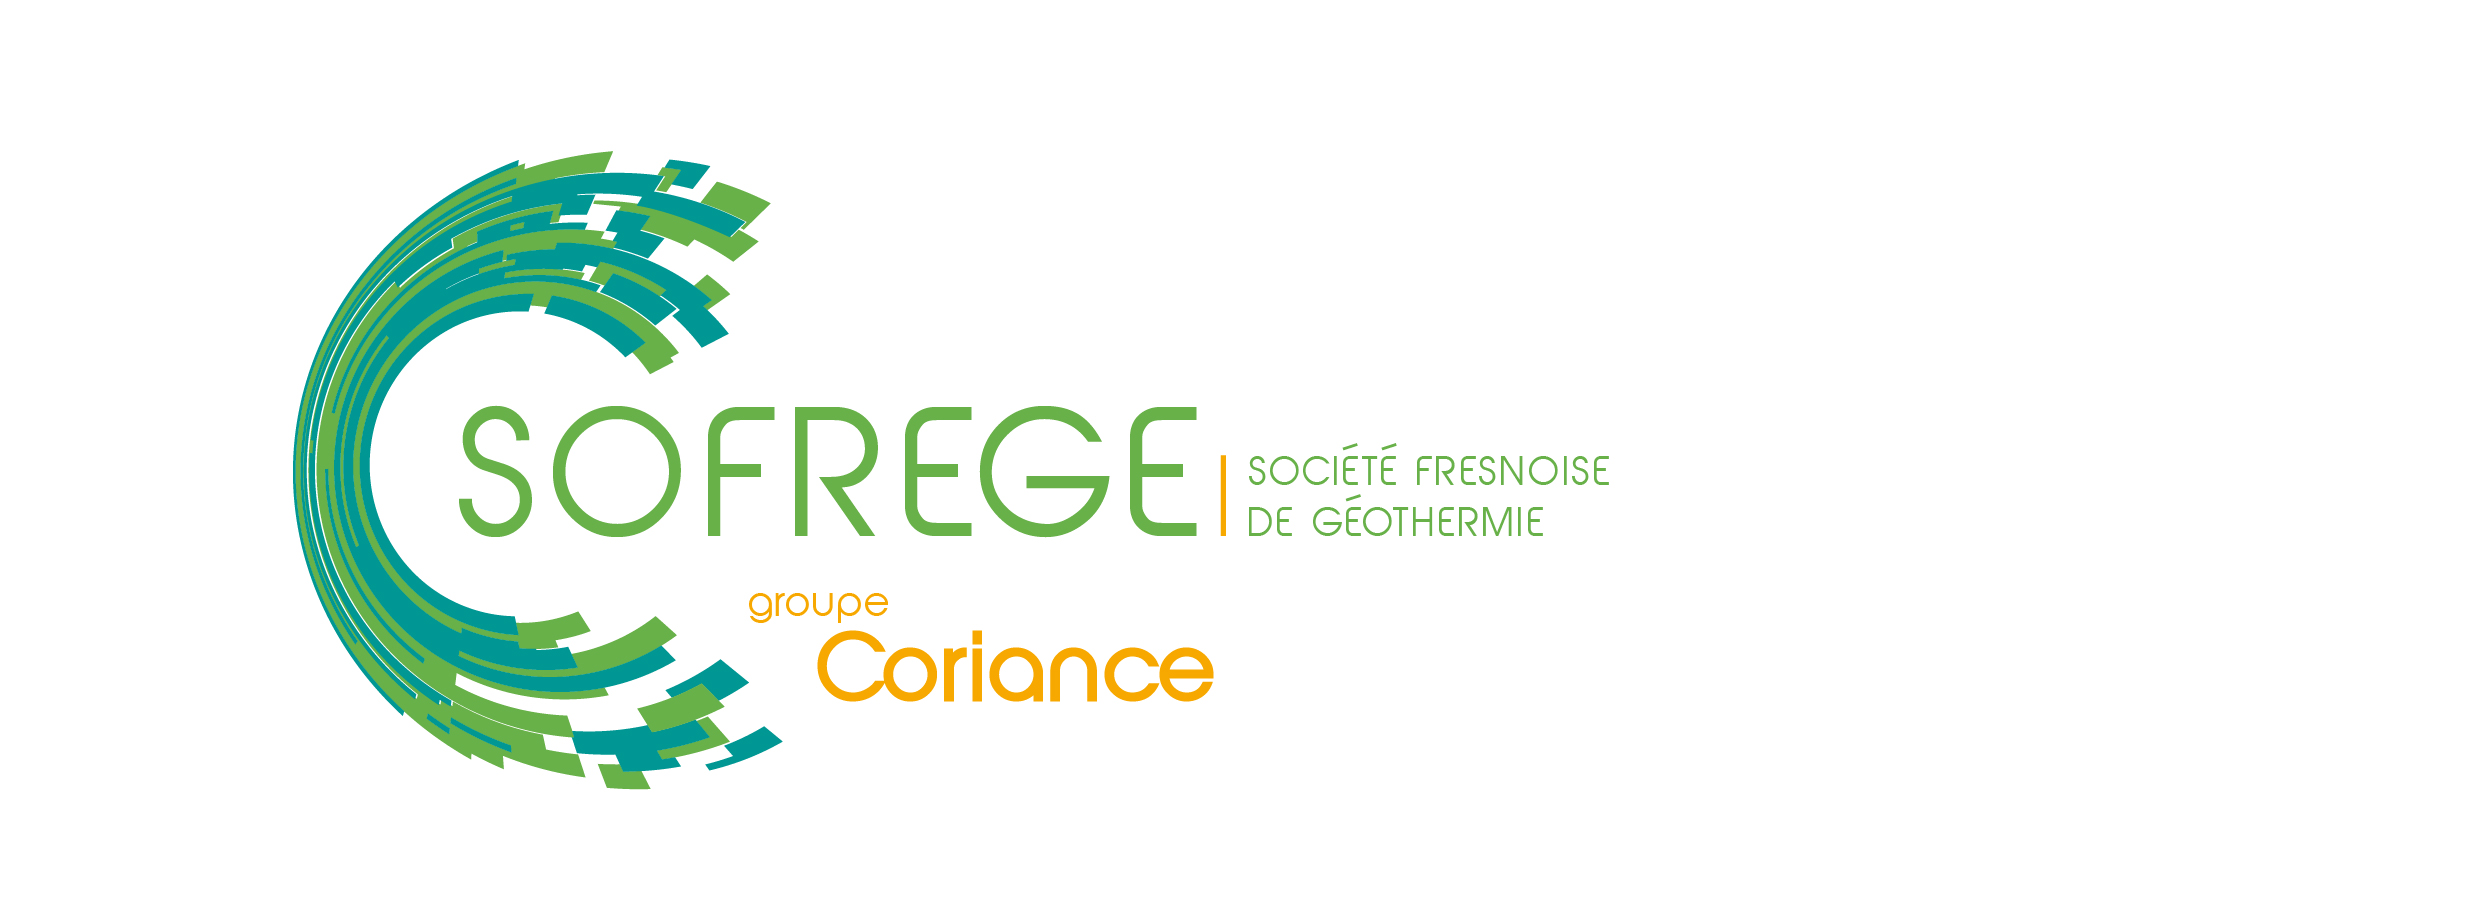 SOFREGE
SOCIÉTÉ FRESNOISE
DE GÉOTHERMIE
groupe
Coriance